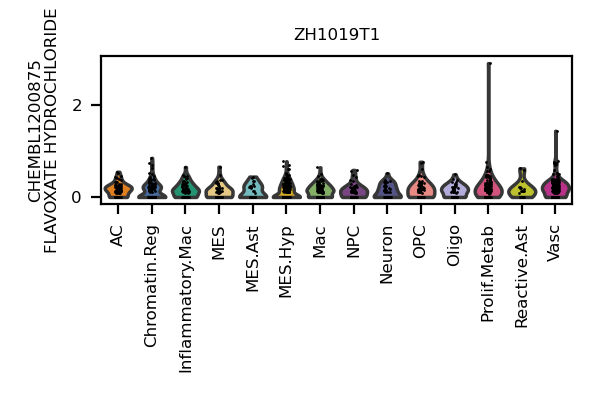 ZH1019T1
CHEMBL1200875
FLAVOXATE HYDROCHLORIDE
2
0
AC
Chromatin.Reg
Inflammatory.Mac
MES
MES.Ast
MES.Hyp
Mac
NPC
Neuron
OPC
Oligo
Prolif.Metab
Reactive.Ast
Vasc